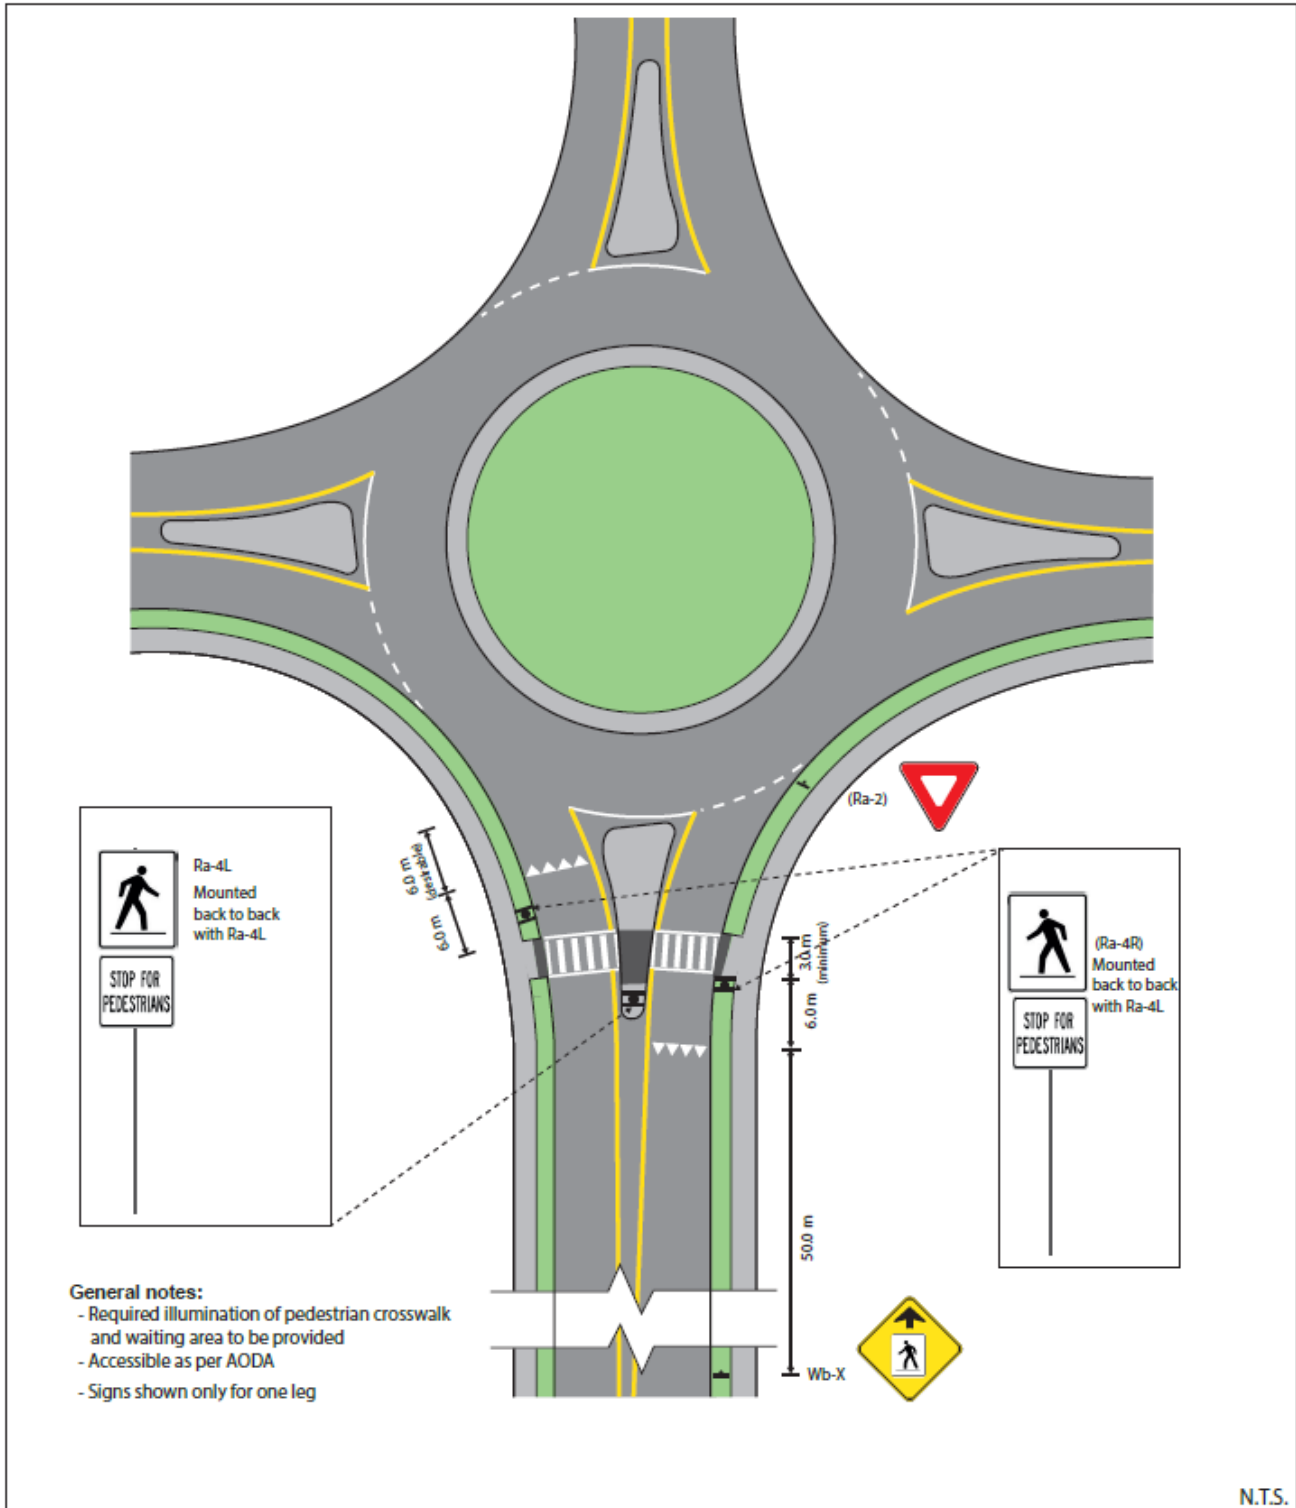 (Ra-2)
Ra-4L
Mounted
back to back
with Ra-4L
STOP FOR
PEDESTRIANS
6.0 m
(desirable)
6.0 m
3.0 m
(minimum)
6.0 m
50.0 m
(Ra-4R)
Mounted
back to back
with Ra-4L
STOP FOR
PEDESTRIANS
Wb-X
General notes:
- Required illumination of pedestrian crosswalk
and waiting area to be provided
- Accessible as per AODA
- Signs shown only for one leg
N.T.S.